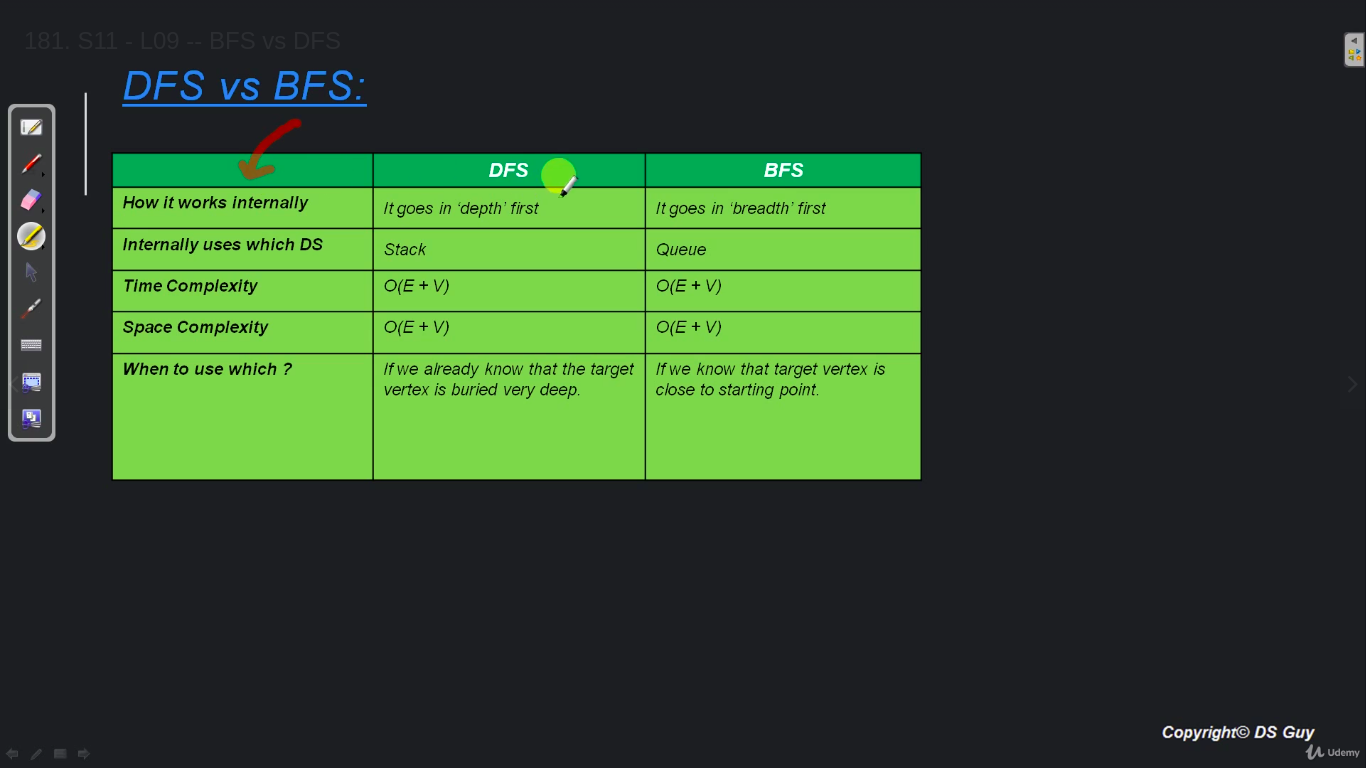 181. S11 - L09 -- BFS vs DFS
DFS vs BFS:
DFS
BFS
How it works internally
It goes in ‘depth’ first
It goes in ‘breadth’ first
Internally uses which DS
Stack
Queue
Time Complexity
O(E + V)
O(E + V)
Space Complexity
O(E + V)
O(E + V)
When to use which ?
If we already know that the target
vertex is buried very deep.
If we know that target vertex is
close to starting point.
Copyright© DS Guy
Udemy